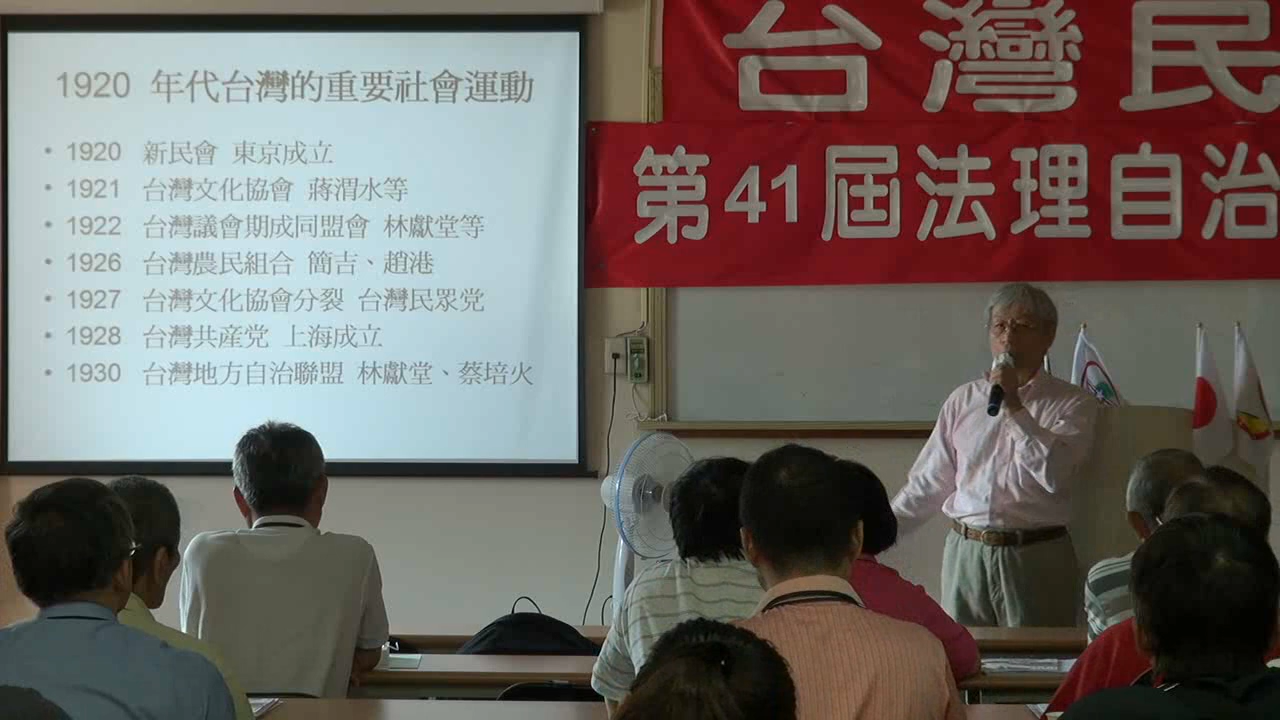 1920 年代台灣的重要社會運動
• 1920 新民會 東京成立
• 1921 台灣文化協會 蔣渭水等
• 1922 台灣議會期成同盟會 林獻堂等
• 1926 台灣農民組合 簡吉、趙港
• 1927 台灣文化協會分裂 台灣民眾党
• 1928 台灣共産党 上海成立
• 1930 台灣地方自治聯盟 林獻堂、蔡培火
台灣民
第41屆法理自治